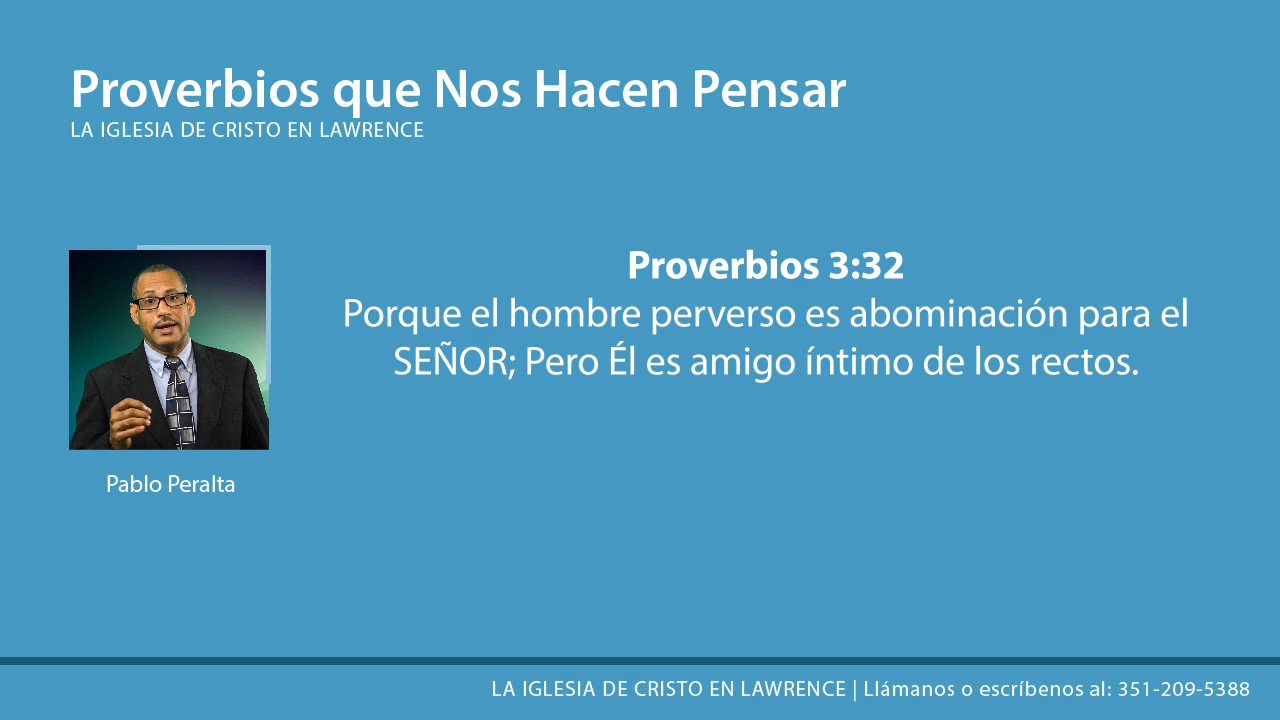 Proverbios que Nos Hacen Pensar
LA IGLESIA DE CRISTO EN LAWRENCE
Proverbios 3:32
Porque el hombre perverso es abominación para el
SEÑOR; Pero Él es amigo íntimo de los rectos.
Pablo Peralta
LA IGLESIA DE CRISTO EN LAWRENCE | Llámanos o escríbenos al: 351-209-5388